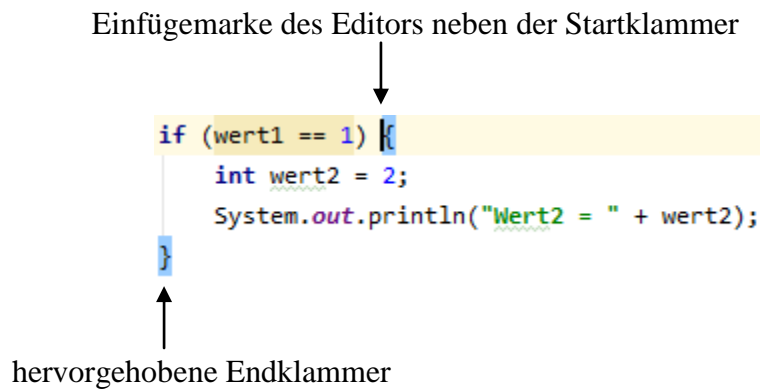 Einfügemarke des Editors neben der Startklammer
if (wert1 == 1) {
int wert2 = 2;
System.out.println("Wert2 = " + wert2);
}
hervorgehobene Endklammer